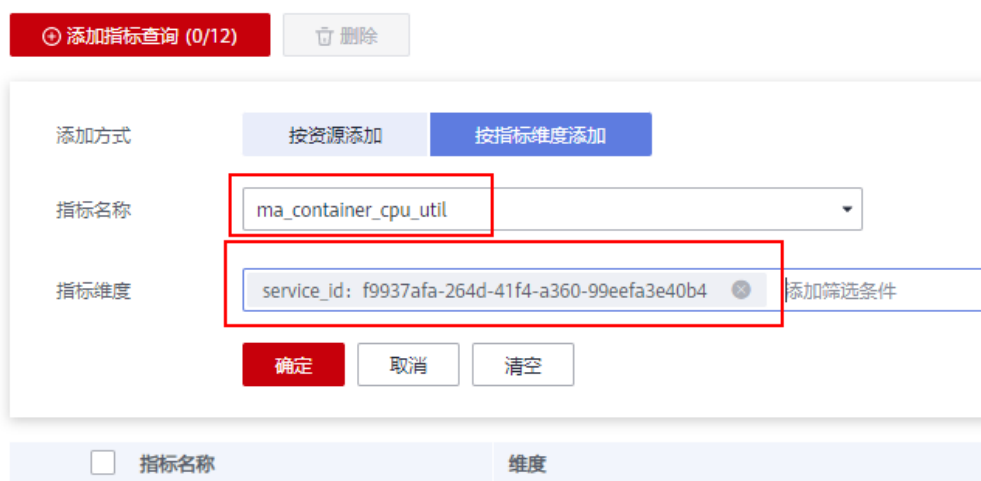 添加指标查询 (0/12) 删除
添加方式 按资源添加 按指标维度添加
指标名称 ma_container_cpu_util
指标维度 service_id：f9937afa-264d-41f4-a360-99eefa3e40b4 添加筛选条件
确定 取消 清空
指标名称 维度